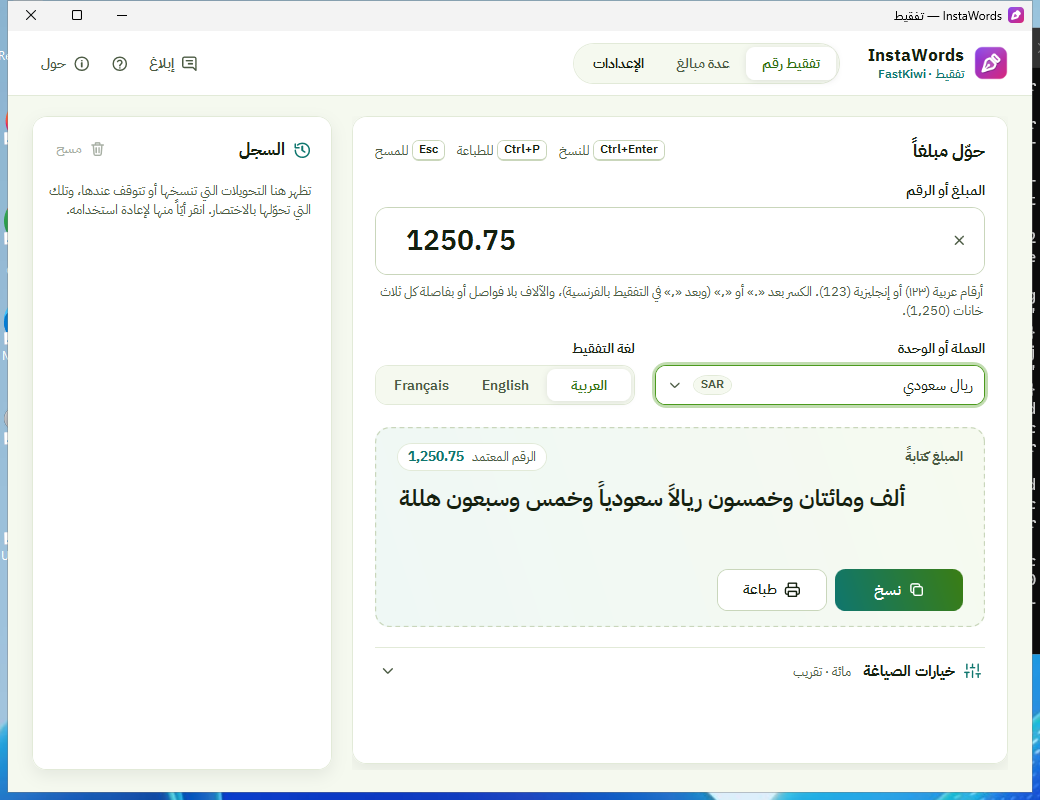 InstaWords — تفقيط
InstaWords
تفقيط · FastKiwi
تفقيط رقم
عدة مبالغ
الإعدادات
إبلاغ
حول
حوّل مبلغاً
Ctrl+Enter للنسخ Ctrl+P للطباعة Esc للمسح
المبلغ أو الرقم
1250.75
أرقام عربية (١٢٣) أو إنجليزية (123). الكسر بعد «.» أو «,» (وبعد «,» في التفقيط بالفرنسية)، والآلاف بلا فواصل أو بفاصلة كل ثلاث
خانات (1,250).
العملة أو الوحدة
ريال سعودي SAR
لغة التفقيط
العربية English Français
المبلغ كتابةً
الرقم المعتمد 1,250.75
ألف ومائتان وخمسون ريالاً سعودياً وخمس وسبعون هللة
نسخ
طباعة
خيارات الصياغة مائة · تقريب
السجل
مسح
تظهر هنا التحويلات التي تنسخها أو تتوقف عندها، وتلك
التي تحوّلها بالاختصار. انقر أيّاً منها لإعادة استخدامه.